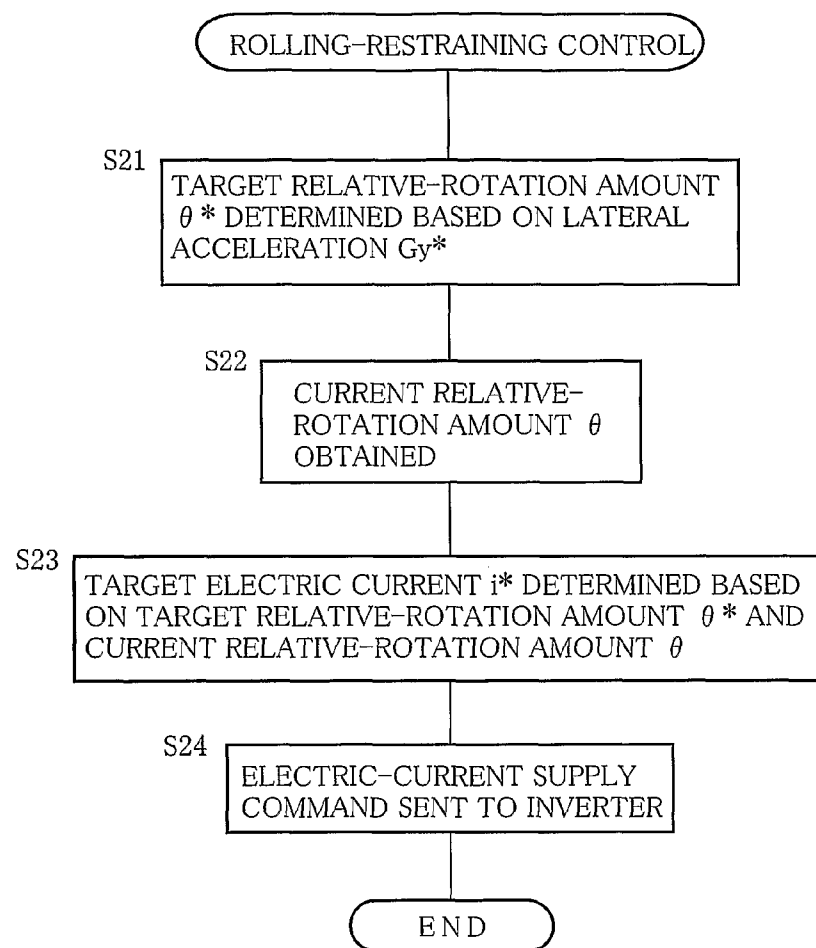 ROLLING-RESTRAINING CONTROL
S21
TARGET RELATIVE-ROTATION AMOUNT
θ* DETERMINED BASED ON LATERAL
ACCELERATION Gy*
S22
CURRENT RELATIVE-
ROTATION AMOUNT θ
OBTAINED
S23
TARGET ELECTRIC CURRENT i* DETERMINED BASED
ON TARGET RELATIVE-ROTATION AMOUNT θ* AND
CURRENT RELATIVE-ROTATION AMOUNT θ
S24
ELECTRIC-CURRENT SUPPLY
COMMAND SENT TO INVERTER
END